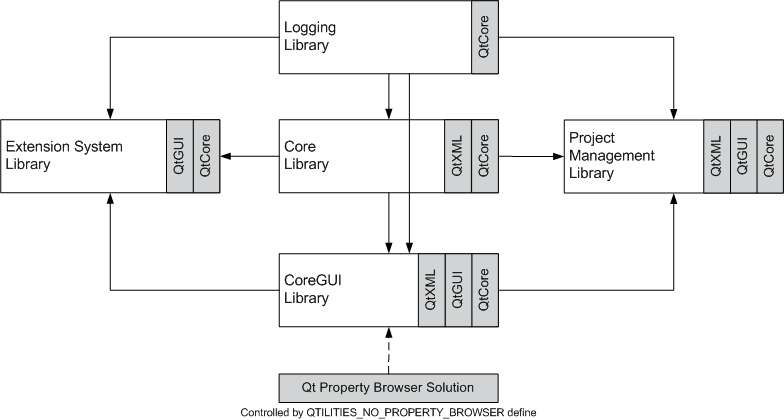 Logging
Library
QtCore
Extension System
Library
QtGUI
QtCore
Core
Library
QtXML
QtCore
Project
Management
Library
QtXML
QtGUI
QtCore
CoreGUI
Library
QtXML
QtGUI
QtCore
Qt Property Browser Solution
Controlled by QTILITIES_NO_PROPERTY_BROWSER define